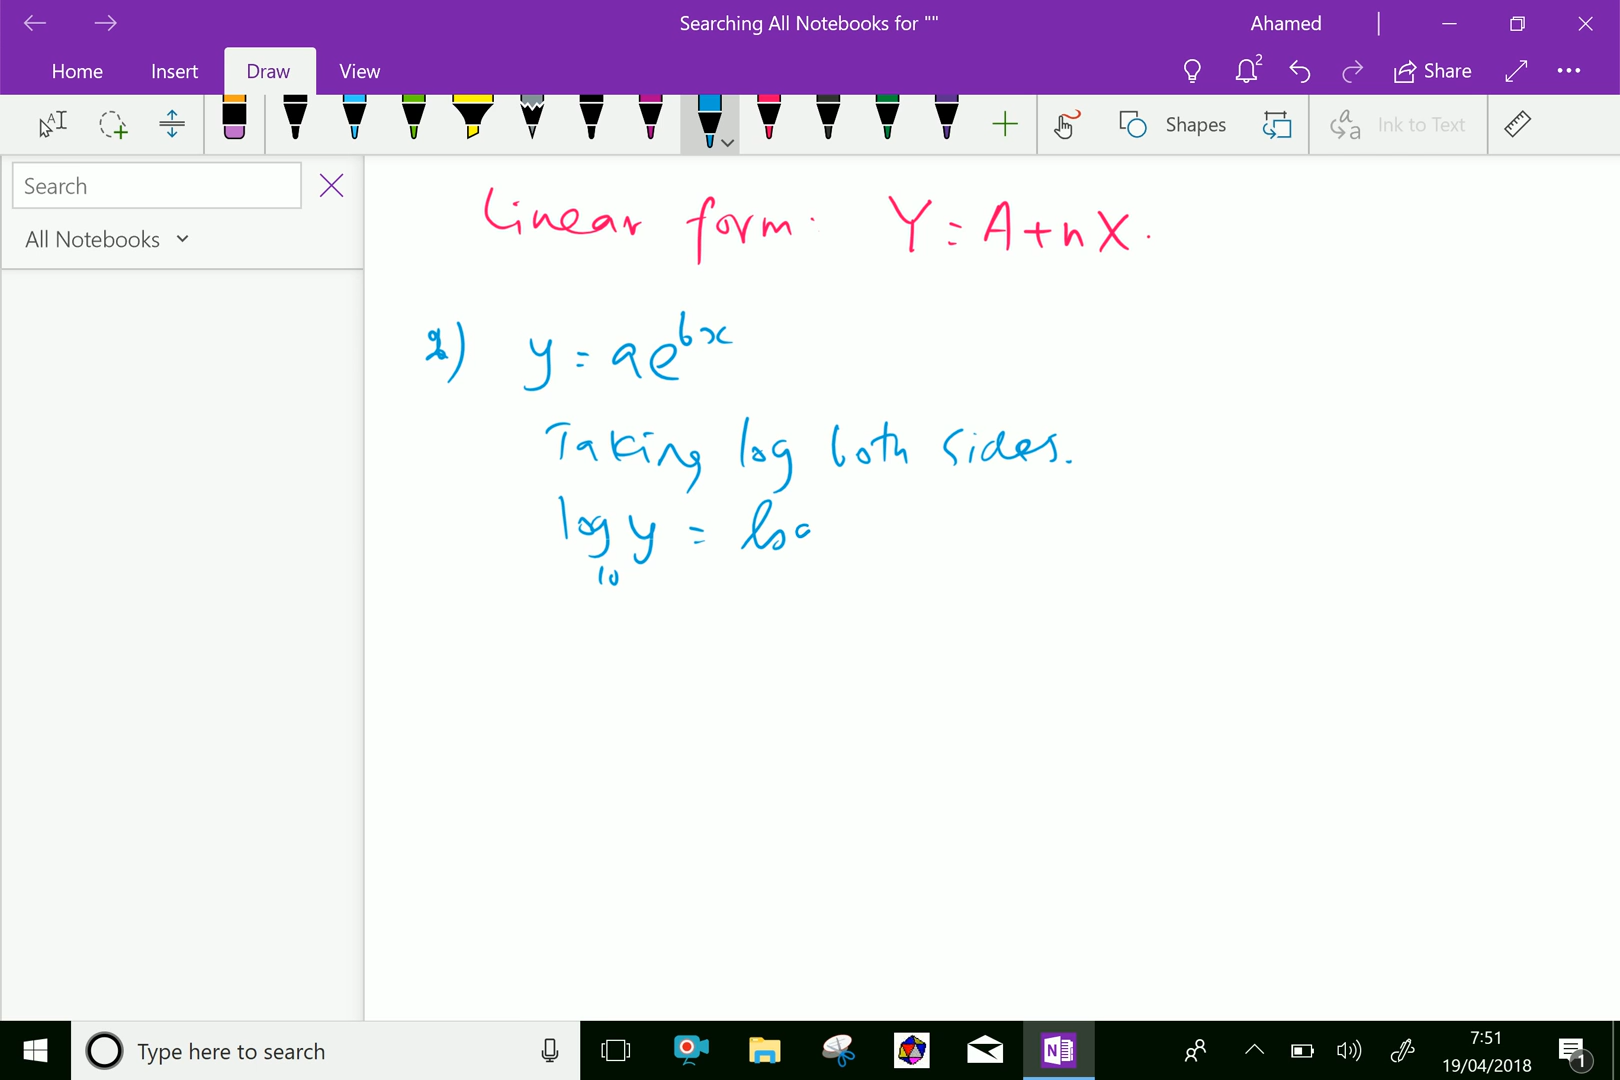 Searching All Notebooks for ""
Ahamed
Home Insert Draw View
2
Share
Shapes
Ink to Text
Search
All Notebooks
Linear form: Y = A + nX.
2) y = ae^bx
Taking log both sides.
log10 y = lo
Type here to search
7:51
19/04/2018
1